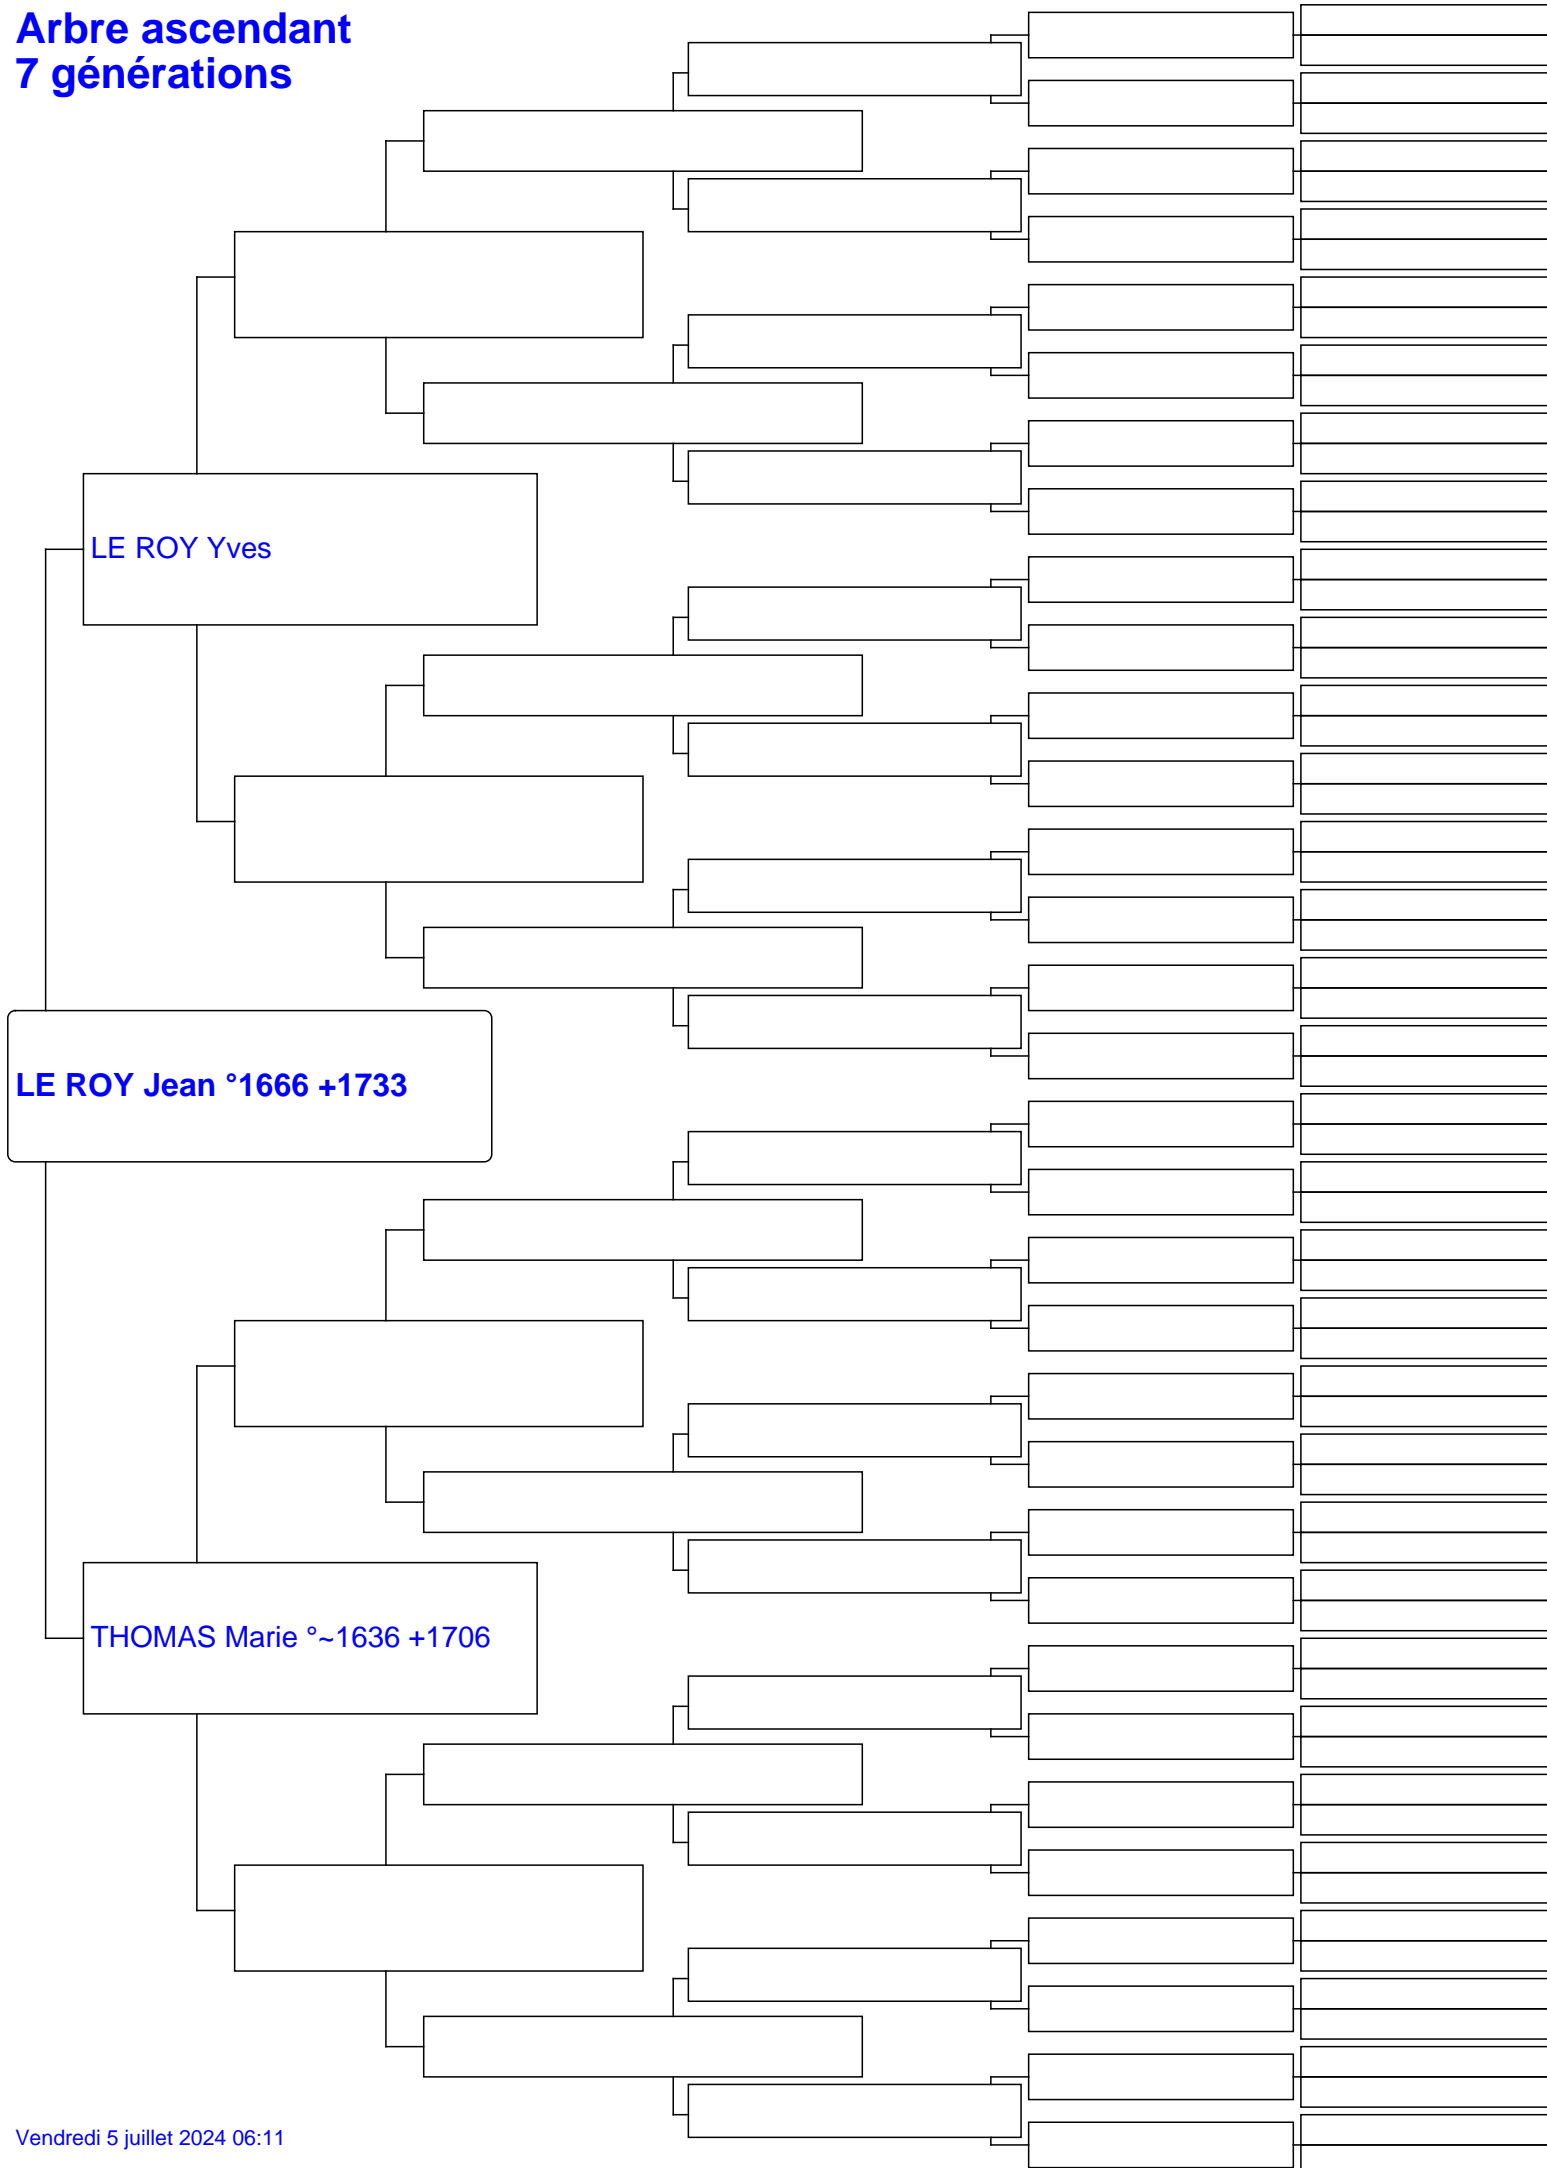 Arbre ascendant
7 générations
LE ROY Yves
LE ROY Jean °1666 +1733
THOMAS Marie °~1636 +1706
Vendredi 5 juillet 2024 06:11